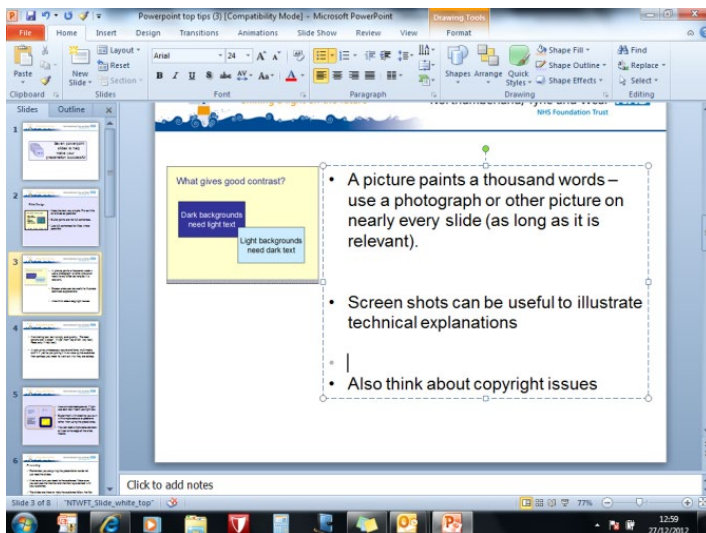 Powerpoint top tips (3) [Compatibility Mode] - Microsoft PowerPoint
Drawing Tools
File Home Insert Design Transitions Animations Slide Show Review View Format
Paste
New
Slide
Layout
Reset
Section
Arial
24
Shapes
Arrange
Quick
Styles
Shape Fill
Shape Outline
Shape Effects
Find
Replace
Select
Clipboard Slides Font Paragraph Drawing Editing
Slides Outline
NHS Foundation Trust
What gives good contrast?
Dark backgrounds
need light text
Light backgrounds
need dark text
• A picture paints a thousand words –
use a photograph or other picture on
nearly every slide (as long as it is
relevant).
• Screen shots can be useful to illustrate
technical explanations
• Also think about copyright issues
1
2
3
4
5
6
Click to add notes
Slide 3 of 8 "NTWFT_Slide_white_top" 77%
12:59
27/12/2012